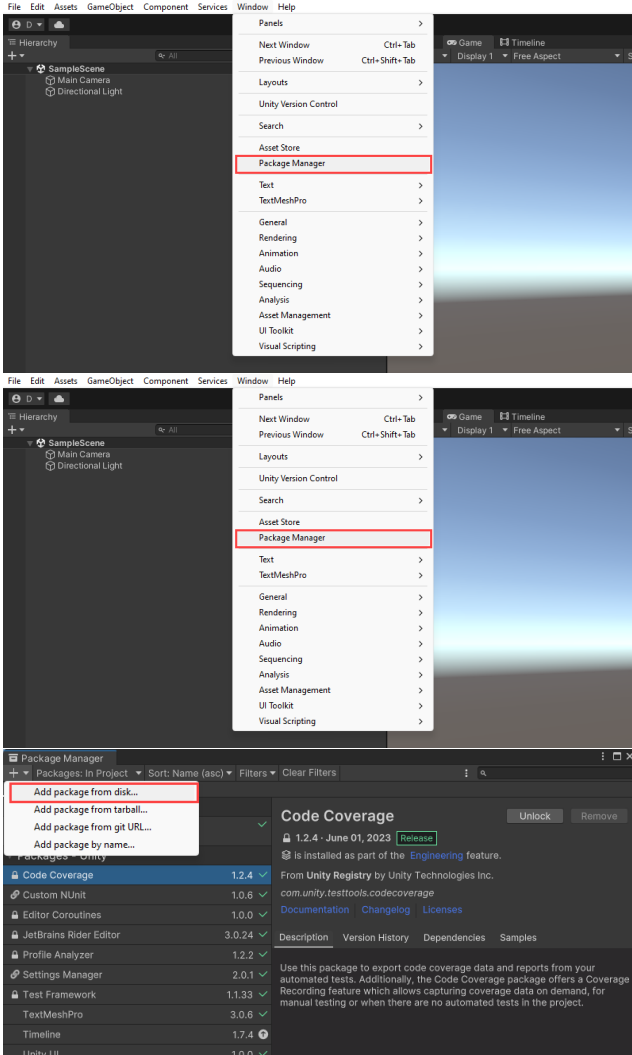 File Edit Assets GameObject Component Services Window Help
D
Hierarchy
All
SampleScene
Main Camera
Directional Light
Panels
Next Window Ctrl+Tab
Previous Window Ctrl+Shift+Tab
Layouts
Unity Version Control
Search
Asset Store
Package Manager
Text
TextMeshPro
General
Rendering
Animation
Audio
Sequencing
Analysis
Asset Management
UI Toolkit
Visual Scripting
Game Timeline
Display 1 Free Aspect S
File Edit Assets GameObject Component Services Window Help
D
Hierarchy
All
SampleScene
Main Camera
Directional Light
Panels
Next Window Ctrl+Tab
Previous Window Ctrl+Shift+Tab
Layouts
Unity Version Control
Search
Asset Store
Package Manager
Text
TextMeshPro
General
Rendering
Animation
Audio
Sequencing
Analysis
Asset Management
UI Toolkit
Visual Scripting
Game Timeline
Display 1 Free Aspect S
Package Manager
Packages: In Project Sort: Name (asc) Filters Clear Filters
Add package from disk...
Add package from tarball...
Add package from git URL...
Add package by name...
Packages - Unity
Code Coverage 1.2.4
Custom NUnit 1.0.6
Editor Coroutines 1.0.0
JetBrains Rider Editor 3.0.24
Profile Analyzer 1.2.2
Settings Manager 2.0.1
Test Framework 1.1.33
TextMeshPro 3.0.6
Timeline 1.7.4
Unity UI 1.0.0
Code Coverage Unlock Remove
1.2.4 · June 01, 2023 Release
is installed as part of the Engineering feature.
From Unity Registry by Unity Technologies Inc.
com.unity.testtools.codecoverage
Documentation Changelog Licenses
Description Version History Dependencies Samples
Use this package to export code coverage data and reports from your
automated tests. Additionally, the Code Coverage package offers a Coverage
Recording feature which allows capturing coverage data on demand, for
manual testing or when there are no automated tests in the project.